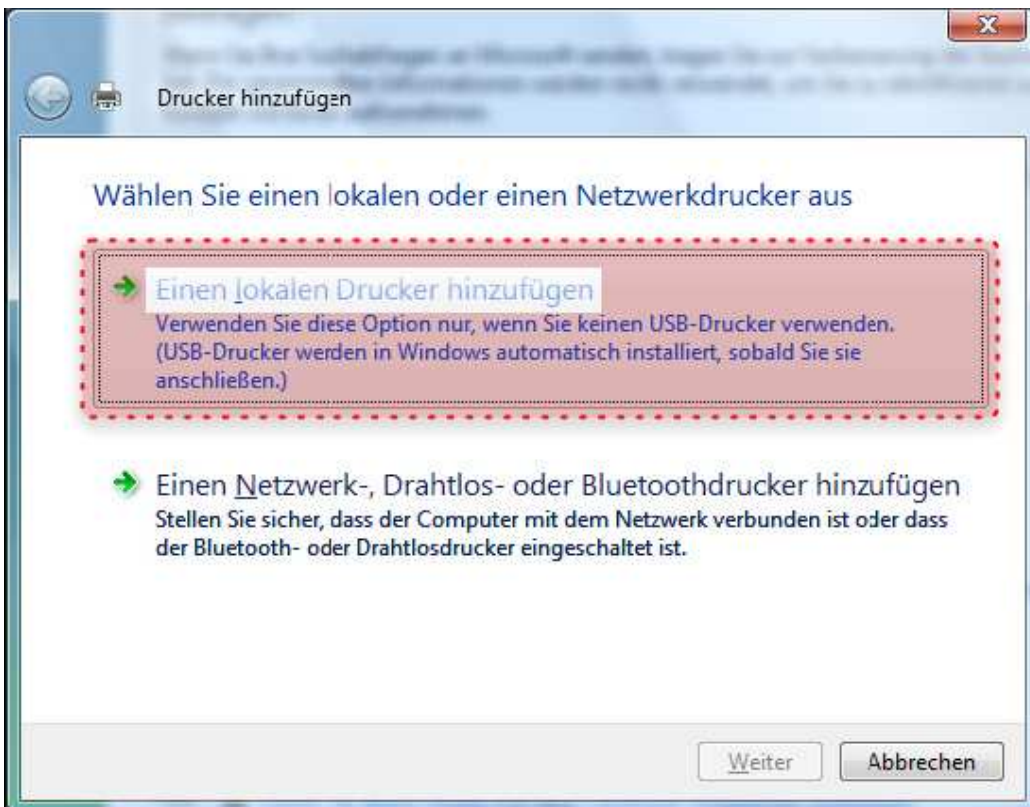 Drucker hinzufügen
Wählen Sie einen lokalen oder einen Netzwerkdrucker aus
Einen lokalen Drucker hinzufügen
Verwenden Sie diese Option nur, wenn Sie keinen USB-Drucker verwenden.
(USB-Drucker werden in Windows automatisch installiert, sobald Sie sie
anschließen.)
Einen Netzwerk-, Drahtlos- oder Bluetoothdrucker hinzufügen
Stellen Sie sicher, dass der Computer mit dem Netzwerk verbunden ist oder dass
der Bluetooth- oder Drahtlosdrucker eingeschaltet ist.
Weiter
Abbrechen